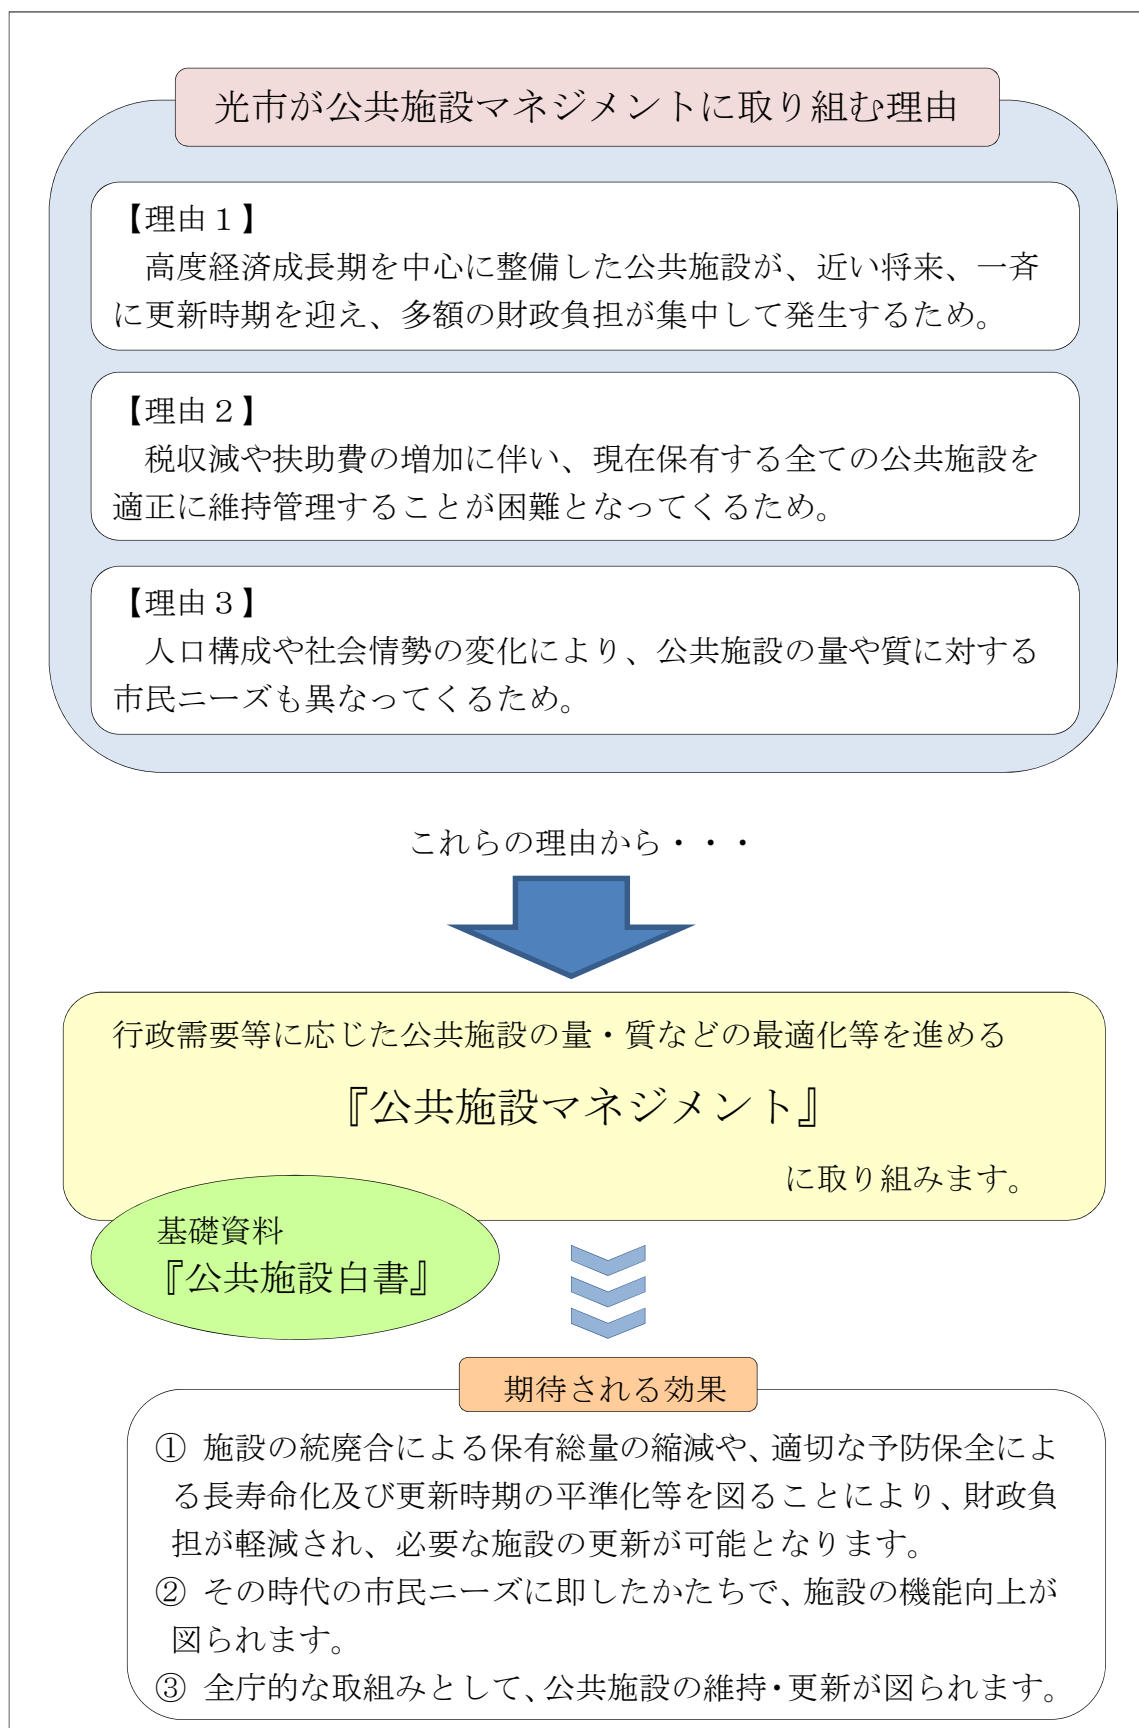 光市が公共施設マネジメントに取り組む理由
【理由１】
高度経済成長期を中心に整備した公共施設が、近い将来、一斉
に更新時期を迎え、多額の財政負担が集中して発生するため。
【理由２】
税収減や扶助費の増加に伴い、現在保有する全ての公共施設を
適正に維持管理することが困難となってくるため。
【理由３】
人口構成や社会情勢の変化により、公共施設の量や質に対する
市民ニーズも異なってくるため。
これらの理由から・・・
行政需要等に応じた公共施設の量・質などの最適化等を進める
『公共施設マネジメント』
に取り組みます。
基礎資料
『公共施設白書』
期待される効果
① 施設の統廃合による保有総量の縮減や、適切な予防保全によ
る長寿命化及び更新時期の平準化等を図ることにより、財政負
担が軽減され、必要な施設の更新が可能となります。
② その時代の市民ニーズに即したかたちで、施設の機能向上が
図られます。
③ 全庁的な取組みとして、公共施設の維持・更新が図られます。